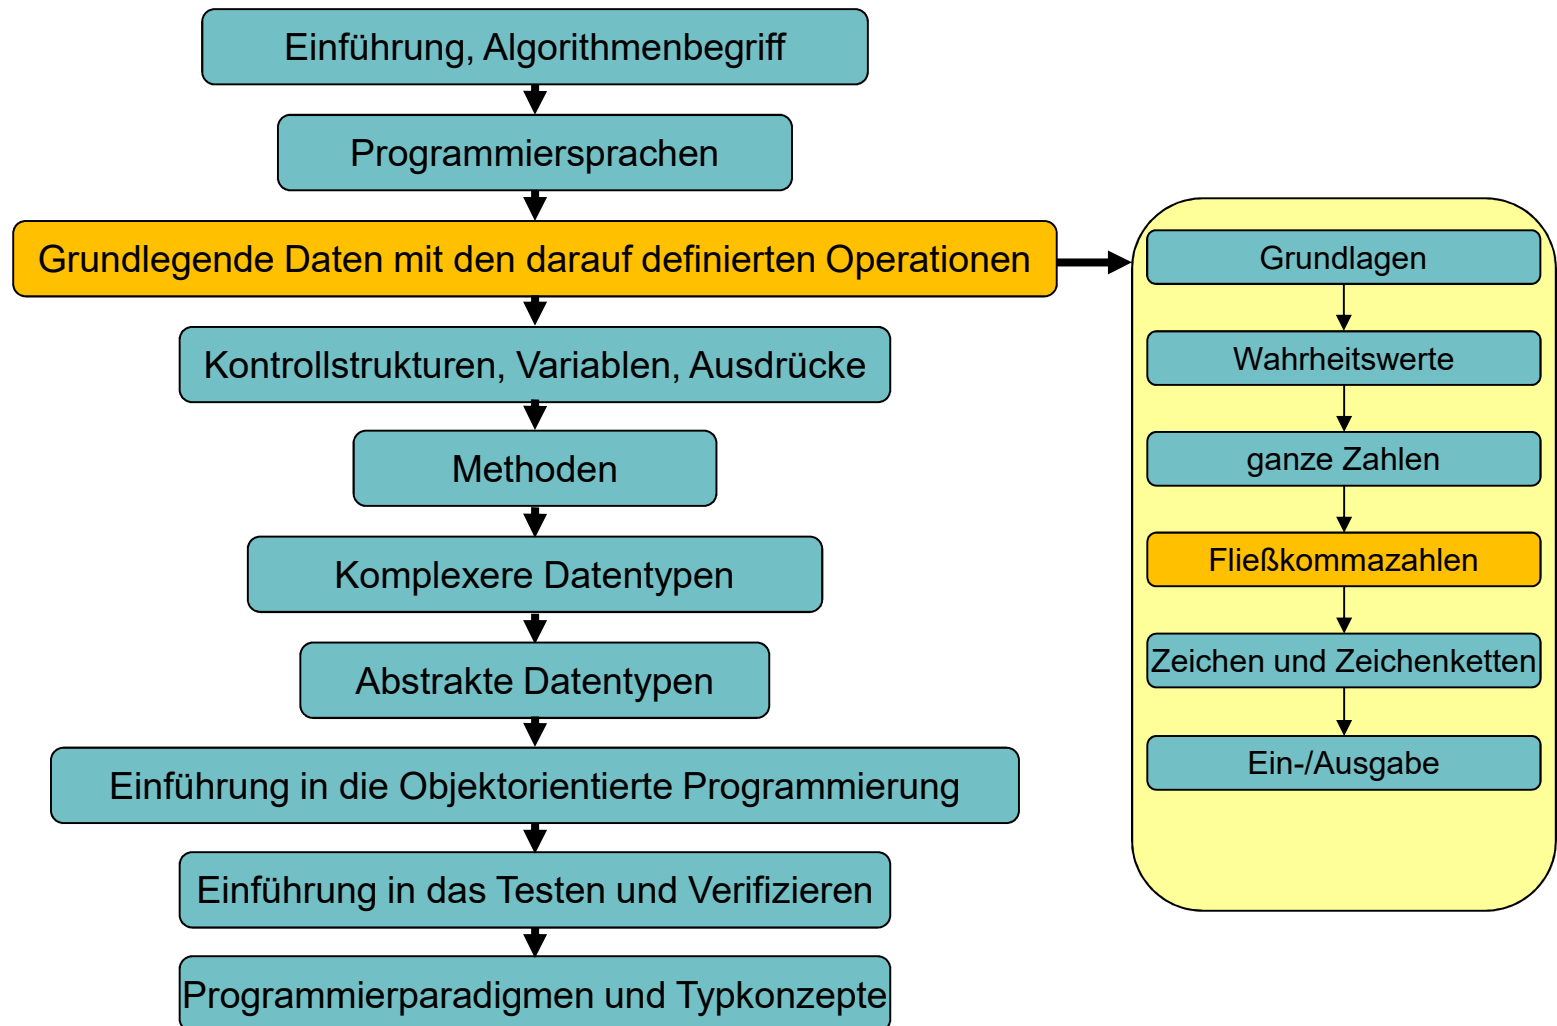 Einführung, Algorithmenbegriff
Programmiersprachen
Grundlegende Daten mit den darauf definierten Operationen
Kontrollstrukturen, Variablen, Ausdrücke
Methoden
Komplexere Datentypen
Abstrakte Datentypen
Einführung in die Objektorientierte Programmierung
Einführung in das Testen und Verifizieren
Programmierparadigmen und Typkonzepte
Grundlagen
Wahrheitswerte
ganze Zahlen
Fließkommazahlen
Zeichen und Zeichenketten
Ein-/Ausgabe